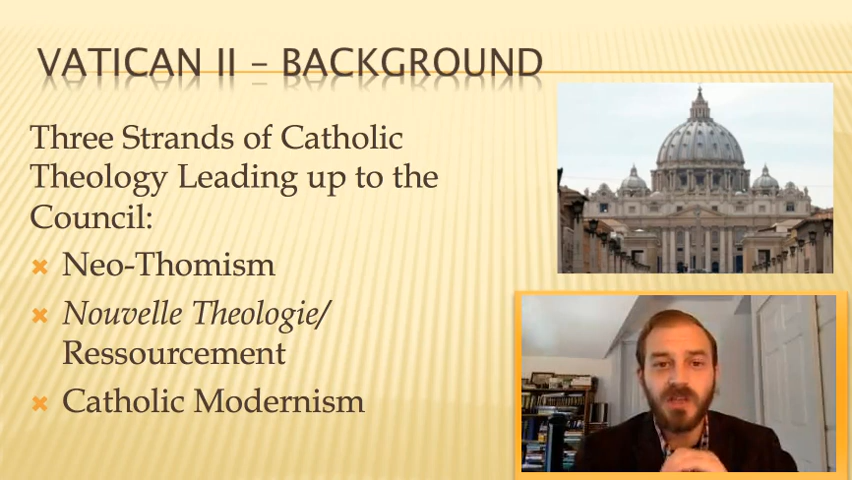 VATICAN II – BACKGROUND
Three Strands of Catholic
Theology Leading up to the
Council:
Neo-Thomism
Nouvelle Theologie/
Ressourcement
Catholic Modernism